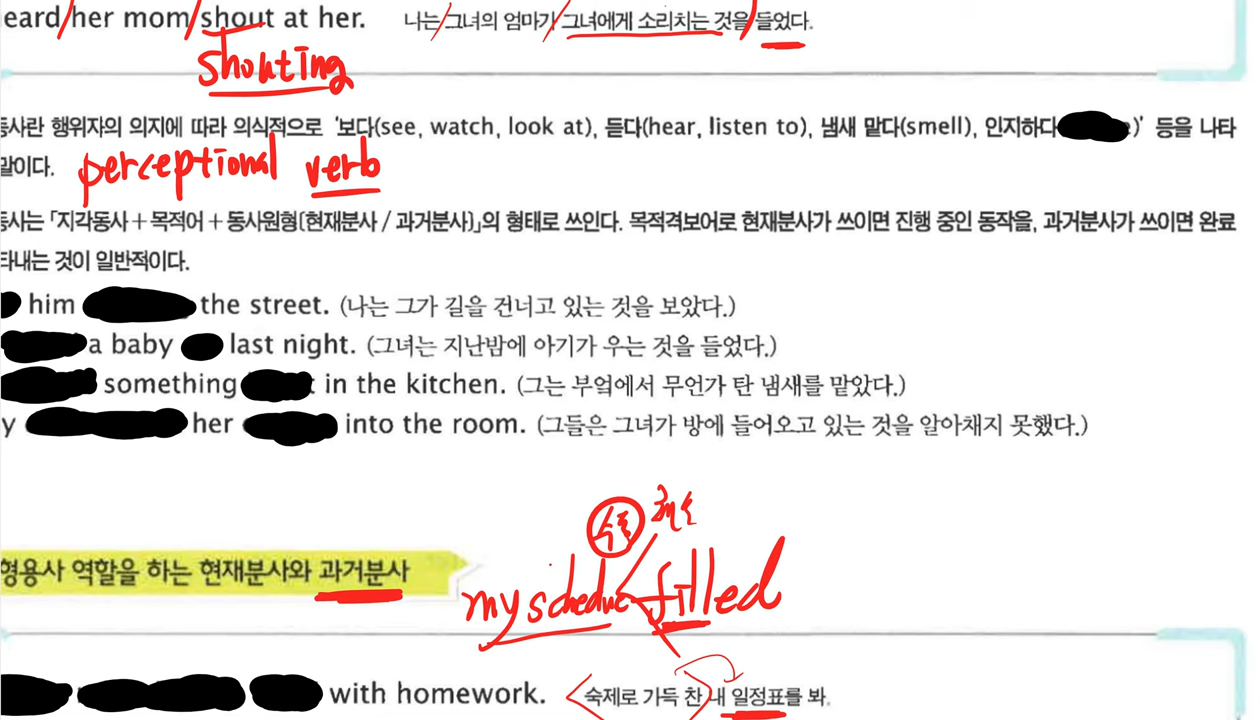 eard her mom shout at her. 나는 그녀의 엄마가 그녀에게 소리치는 것을 들었다.
shouting
동사란 행위자의 의지에 따라 의식적으로 '보다(see, watch, look at), 듣다(hear, listen to), 냄새 맡다(smell), 인지하다 )' 등을 나타
말이다. perceptional verb
동사는 「지각동사 + 목적어 + 동사원형(현재분사 / 과거분사)」의 형태로 쓰인다. 목적격보어로 현재분사가 쓰이면 진행 중인 동작을, 과거분사가 쓰이면 완료
타내는 것이 일반적이다.
him the street. (나는 그가 길을 건너고 있는 것을 보았다.)
a baby last night. (그녀는 지난밤에 아기가 우는 것을 들었다.)
something in the kitchen. (그는 부엌에서 무언가 탄 냄새를 맡았다.)
y her into the room. (그들은 그녀가 방에 들어오고 있는 것을 알아채지 못했다.)
수동
형용사 역할을 하는 현재분사와 과거분사
my schedule filled
with homework. 숙제로 가득 찬 내 일정표를 봐.